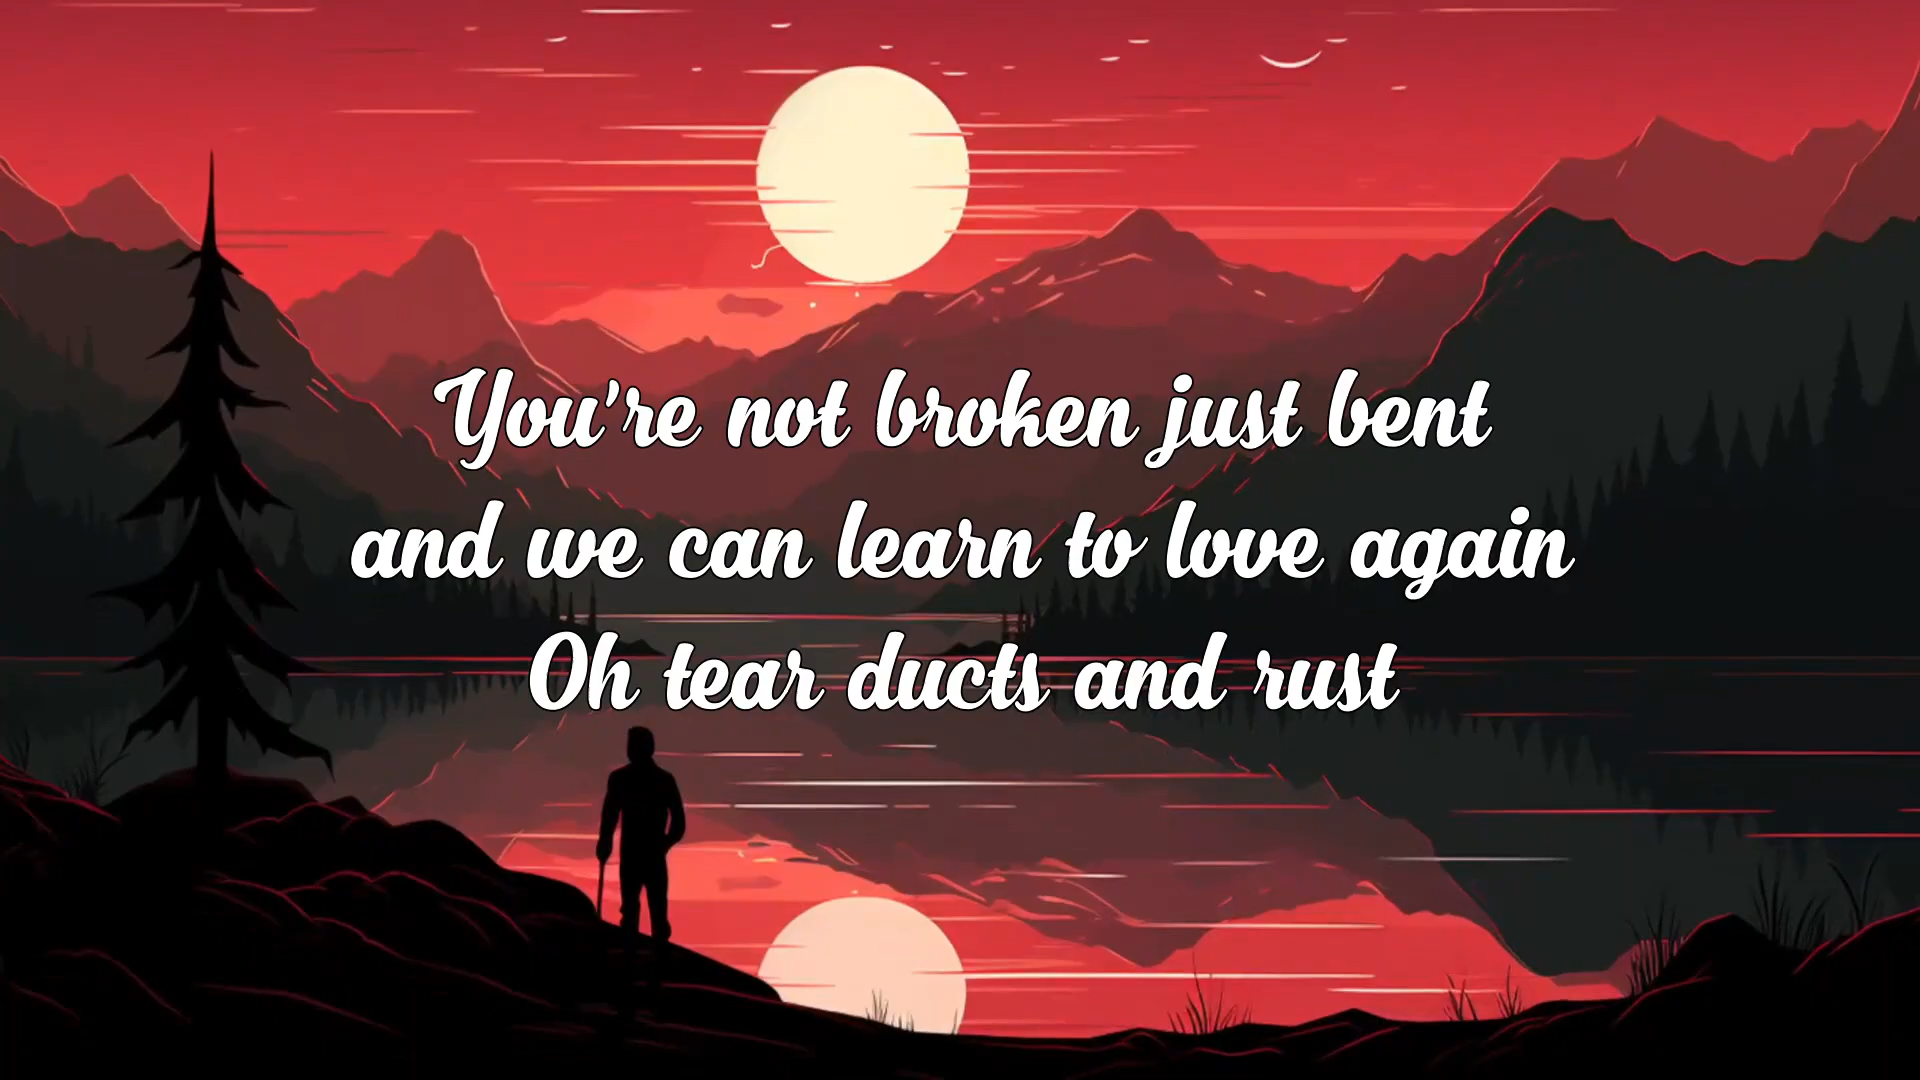 You're not broken just bent
and we can learn to love again
Oh tear ducts and rust